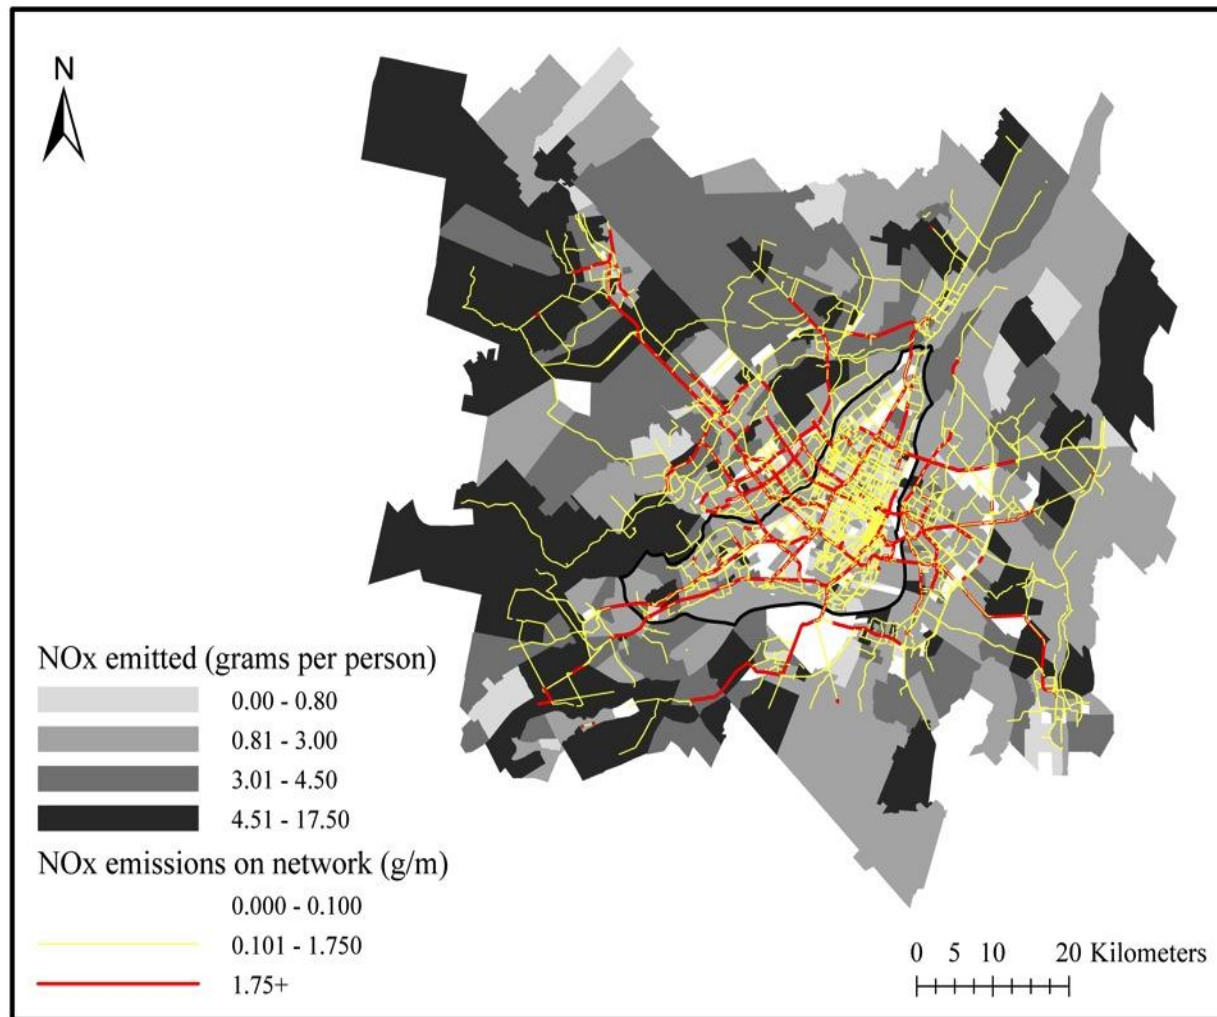 N
NOx emitted (grams per person)
0.00 - 0.80
0.81 - 3.00
3.01 - 4.50
4.51 - 17.50
NOx emissions on network (g/m)
0.000 - 0.100
0.101 - 1.750
1.75+
0 5 10 20 Kilometers